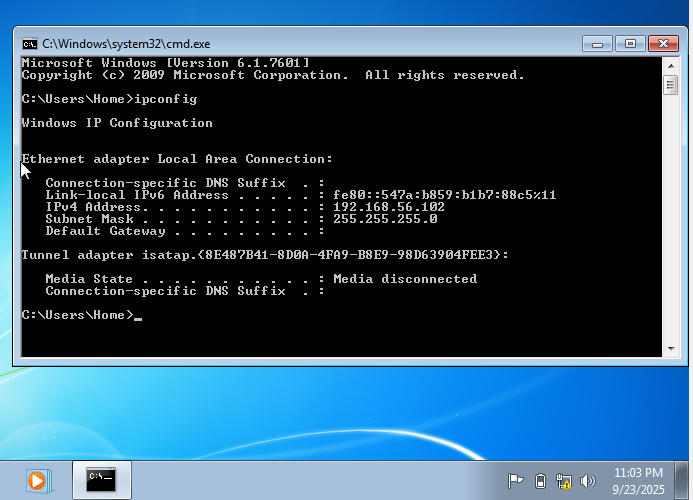 C:\Windows\system32\cmd.exe
Microsoft Windows [Version 6.1.7601]
Copyright (c) 2009 Microsoft Corporation.  All rights reserved.
C:\Users\Home>ipconfig
Windows IP Configuration
Ethernet adapter Local Area Connection:
   Connection-specific DNS Suffix  . :
   Link-local IPv6 Address . . . . . : fe80::547a:b859:b1b7:88c5%11
   IPv4 Address. . . . . . . . . . . : 192.168.56.102
   Subnet Mask . . . . . . . . . . . : 255.255.255.0
   Default Gateway . . . . . . . . . :
Tunnel adapter isatap.{8E487B41-8D0A-4FA9-B8E9-98D63904FEE3}:
   Media State . . . . . . . . . . . : Media disconnected
   Connection-specific DNS Suffix  . :
C:\Users\Home>_
C:\._
11:03 PM
9/23/2025